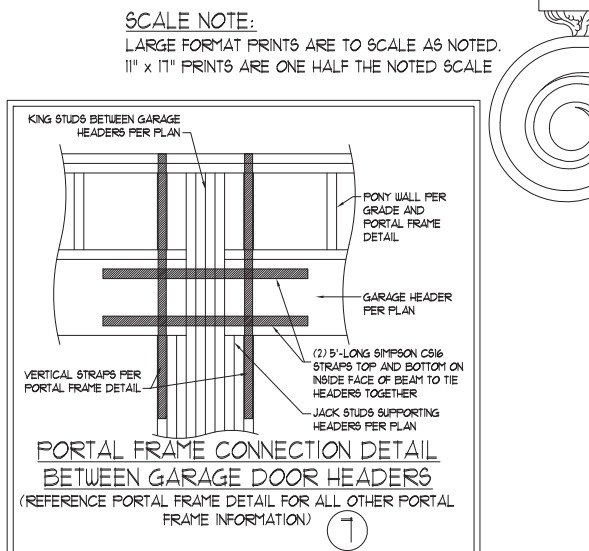 SCALE NOTE:
LARGE FORMAT PRINTS ARE TO SCALE AS NOTED.
11" x 17" PRINTS ARE ONE HALF THE NOTED SCALE
KING STUDS BETWEEN GARAGE
HEADERS PER PLAN
PONY WALL PER
GRADE AND
PORTAL FRAME
DETAIL
GARAGE HEADER
PER PLAN
(2) 5'-LONG SIMPSON CS16
STRAPS TOP AND BOTTOM ON
INSIDE FACE OF BEAM TO TIE
HEADERS TOGETHER
VERTICAL STRAPS PER
PORTAL FRAME DETAIL
JACK STUDS SUPPORTING
HEADERS PER PLAN
PORTAL FRAME CONNECTION DETAIL
BETWEEN GARAGE DOOR HEADERS
(REFERENCE PORTAL FRAME DETAIL FOR ALL OTHER PORTAL
FRAME INFORMATION)
7